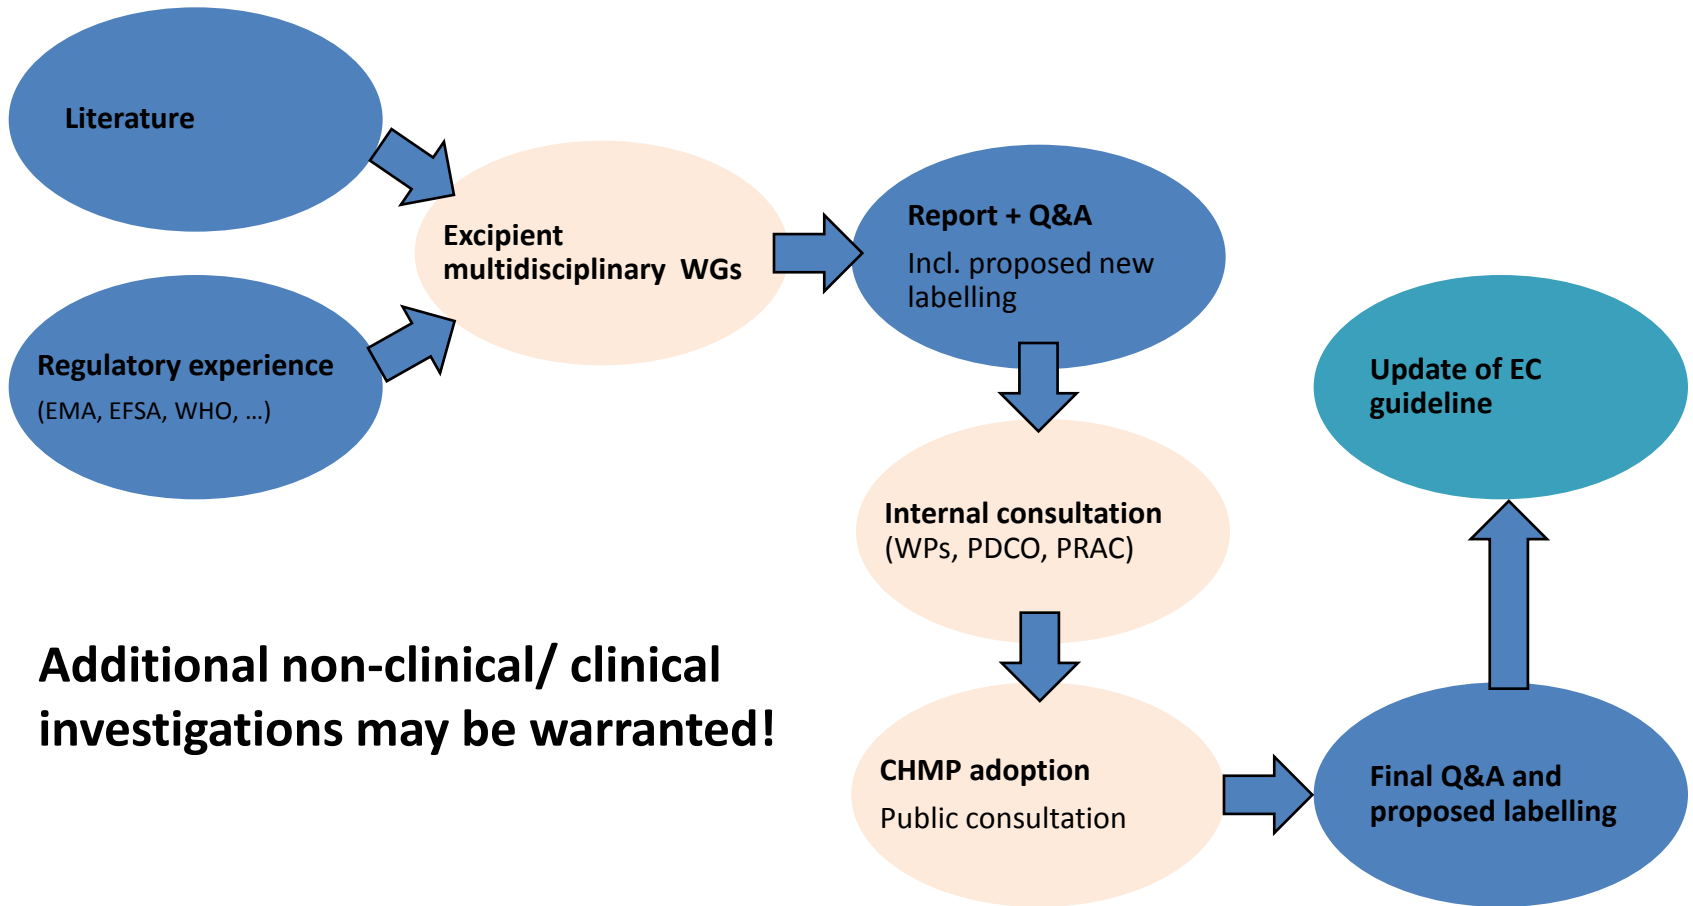 Literature
Regulatory experience
(EMA, EFSA, WHO, ...)
Excipient
multidisciplinary WGs
Report + Q&A
Incl. proposed new
labelling
Internal consultation
(WPs, PDCO, PRAC)
CHMP adoption
Public consultation
Final Q&A and
proposed labelling
Update of EC
guideline
Additional non-clinical/ clinical
investigations may be warranted!